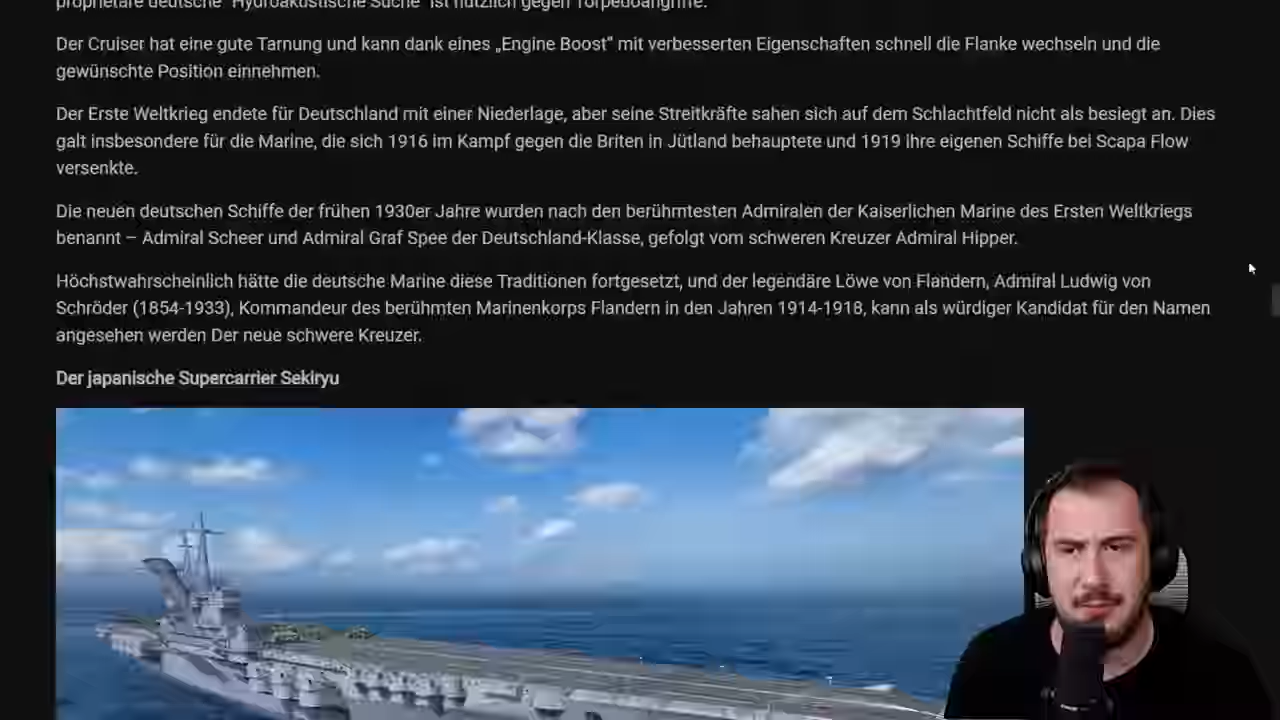 proprietäre deutsche "Hydroakustische Suche" ist nützlich gegen Torpedoangriffe.
Der Cruiser hat eine gute Tarnung und kann dank eines „Engine Boost“ mit verbesserten Eigenschaften schnell die Flanke wechseln und die
gewünschte Position einnehmen.
Der Erste Weltkrieg endete für Deutschland mit einer Niederlage, aber seine Streitkräfte sahen sich auf dem Schlachtfeld nicht als besiegt an. Dies
galt insbesondere für die Marine, die sich 1916 im Kampf gegen die Briten in Jütland behauptete und 1919 ihre eigenen Schiffe bei Scapa Flow
versenkte.
Die neuen deutschen Schiffe der frühen 1930er Jahre wurden nach den berühmtesten Admiralen der Kaiserlichen Marine des Ersten Weltkriegs
benannt – Admiral Scheer und Admiral Graf Spee der Deutschland-Klasse, gefolgt vom schweren Kreuzer Admiral Hipper.
Höchstwahrscheinlich hätte die deutsche Marine diese Traditionen fortgesetzt, und der legendäre Löwe von Flandern, Admiral Ludwig von
Schröder (1854-1933), Kommandeur des berühmten Marinenkorps Flandern in den Jahren 1914-1918, kann als würdiger Kandidat für den Namen
angesehen werden Der neue schwere Kreuzer.
Der japanische Supercarrier Sekiryu